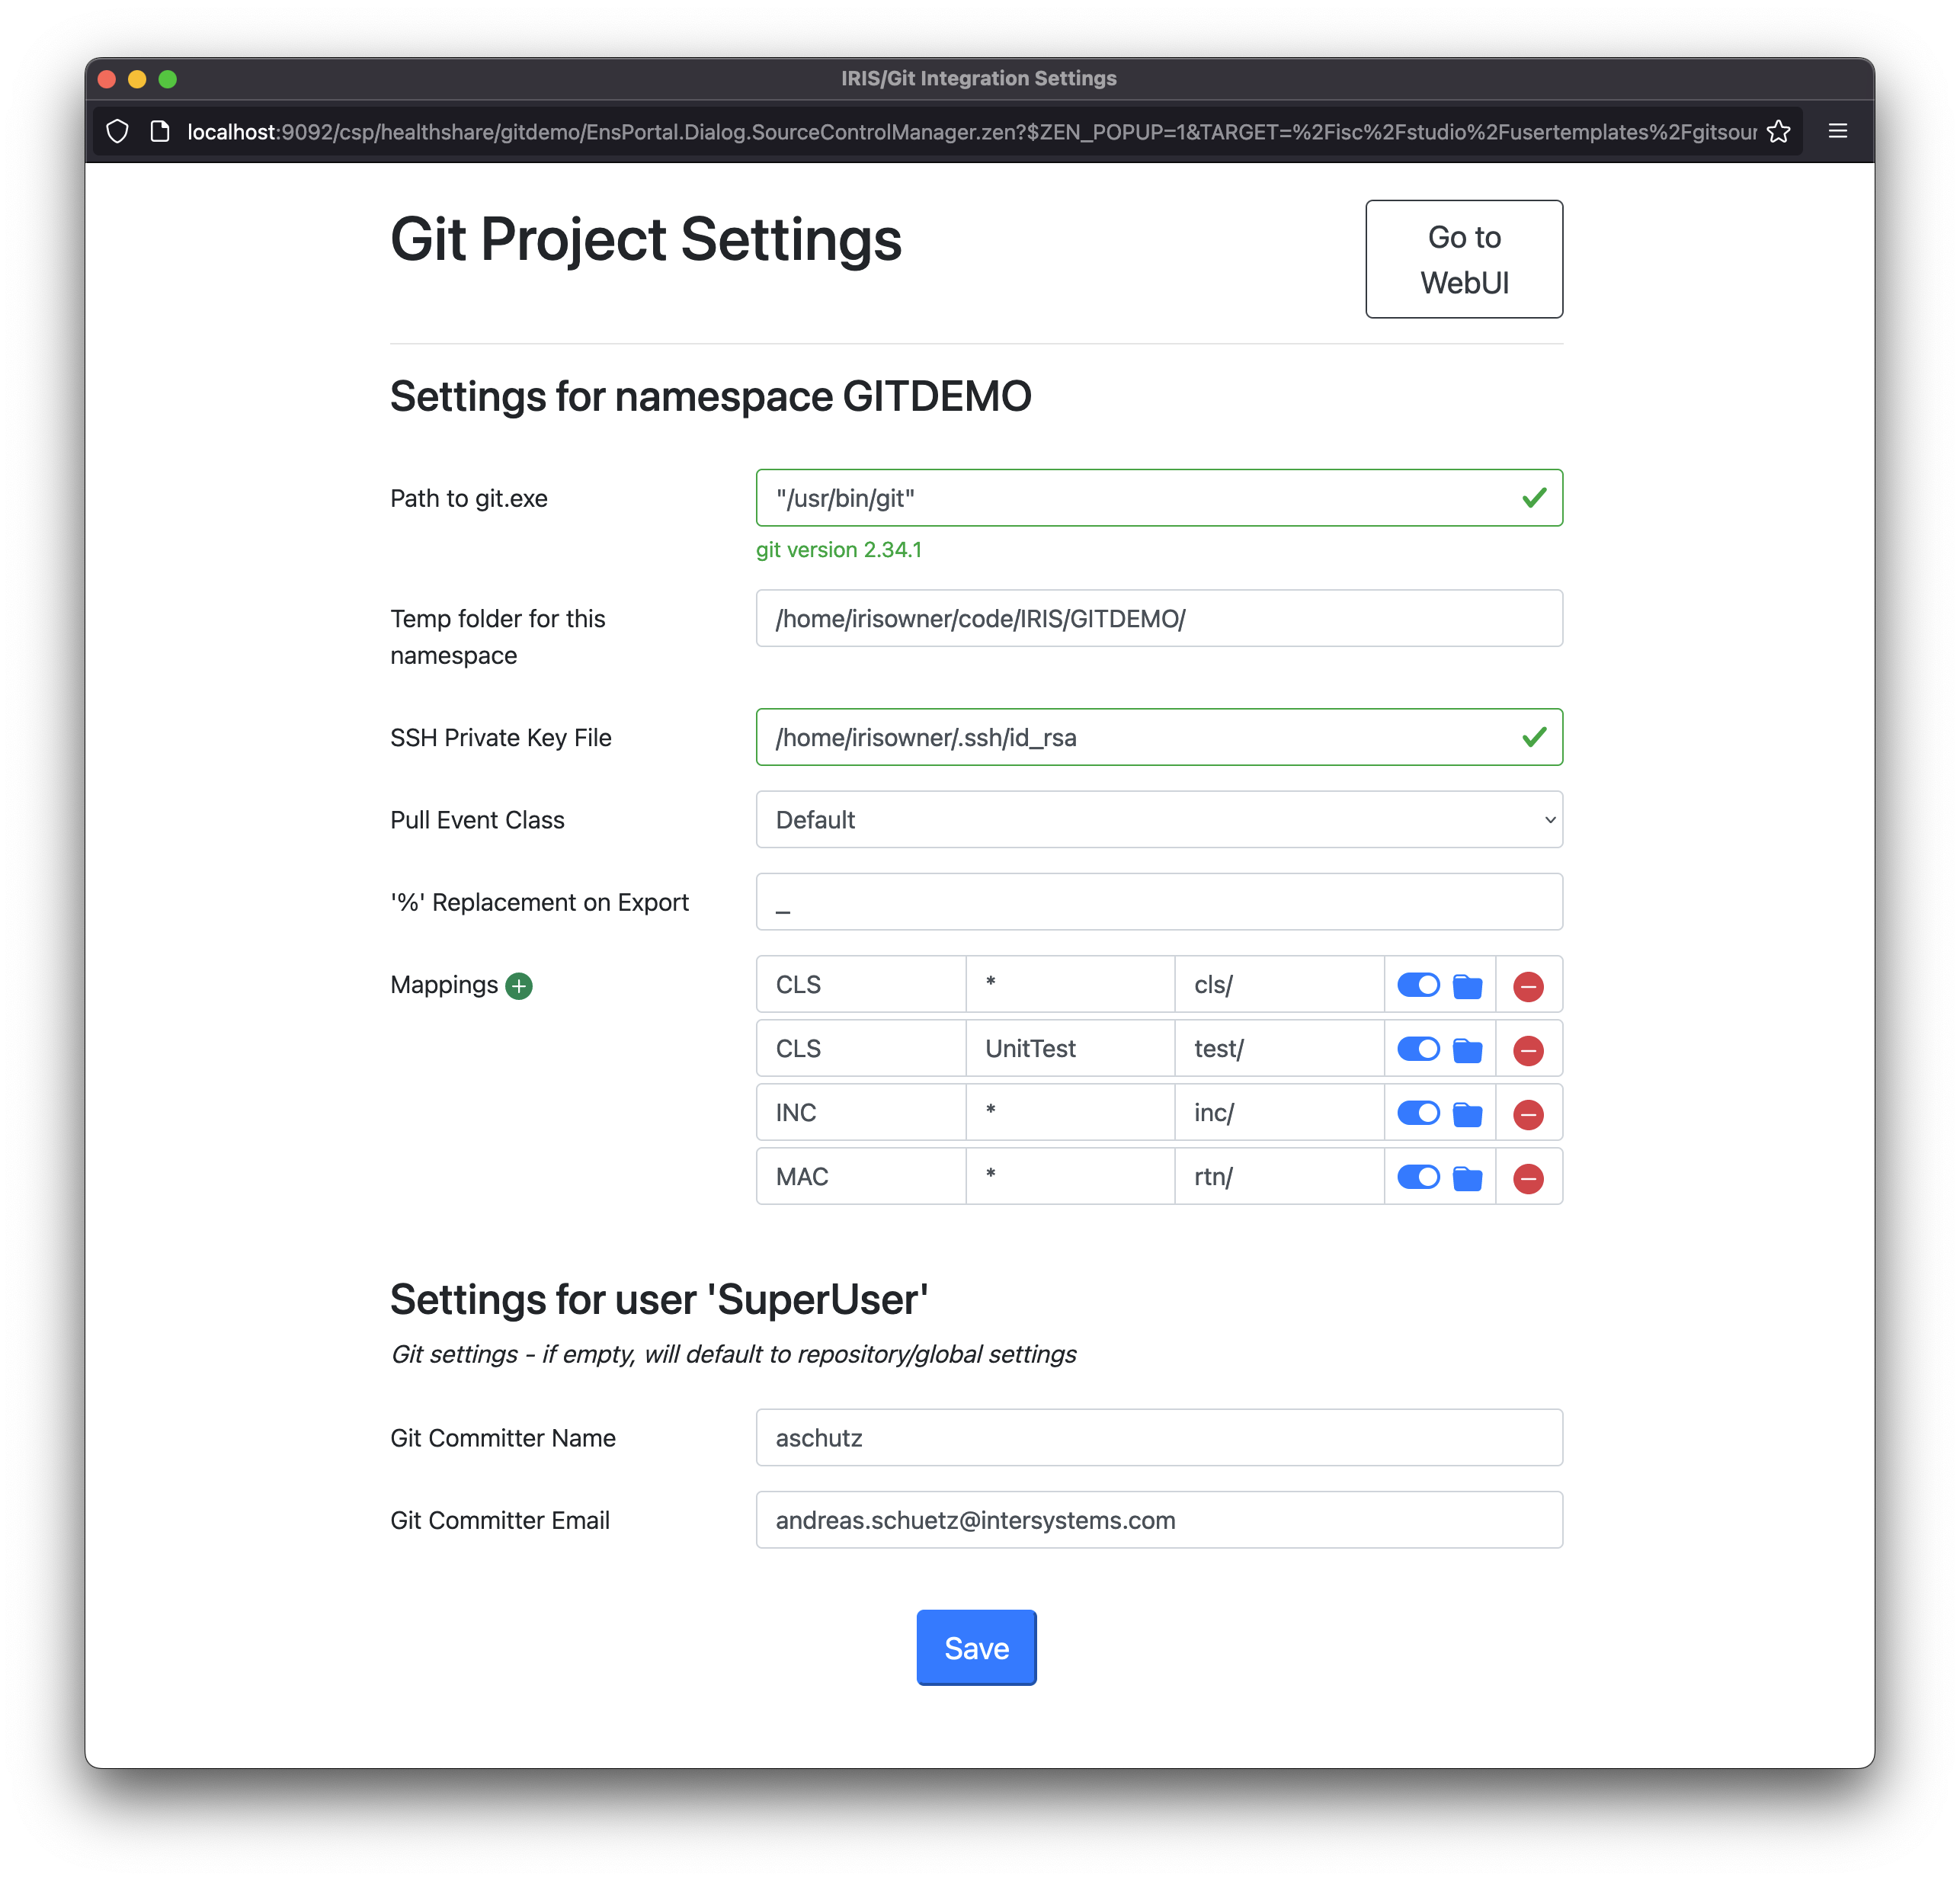 IRIS/Git Integration Settings
localhost:9092/csp/healthshare/gitdemo/EnsPortal.Dialog.SourceControlManager.zen?$ZEN_POPUP=1&TARGET=%2Fisc%2Fstudio%2Fusertemplates%2Fgitsour
Git Project Settings
Go to
WebUI
Settings for namespace GITDEMO
Path to git.exe
"/usr/bin/git"
git version 2.34.1
Temp folder for this
namespace
/home/irisowner/code/IRIS/GITDEMO/
SSH Private Key File
/home/irisowner/.ssh/id_rsa
Pull Event Class
Default
'%' Replacement on Export
_
Mappings
CLS * cls/
CLS UnitTest test/
INC * inc/
MAC * rtn/
Settings for user 'SuperUser'
Git settings - if empty, will default to repository/global settings
Git Committer Name
aschutz
Git Committer Email
andreas.schuetz@intersystems.com
Save